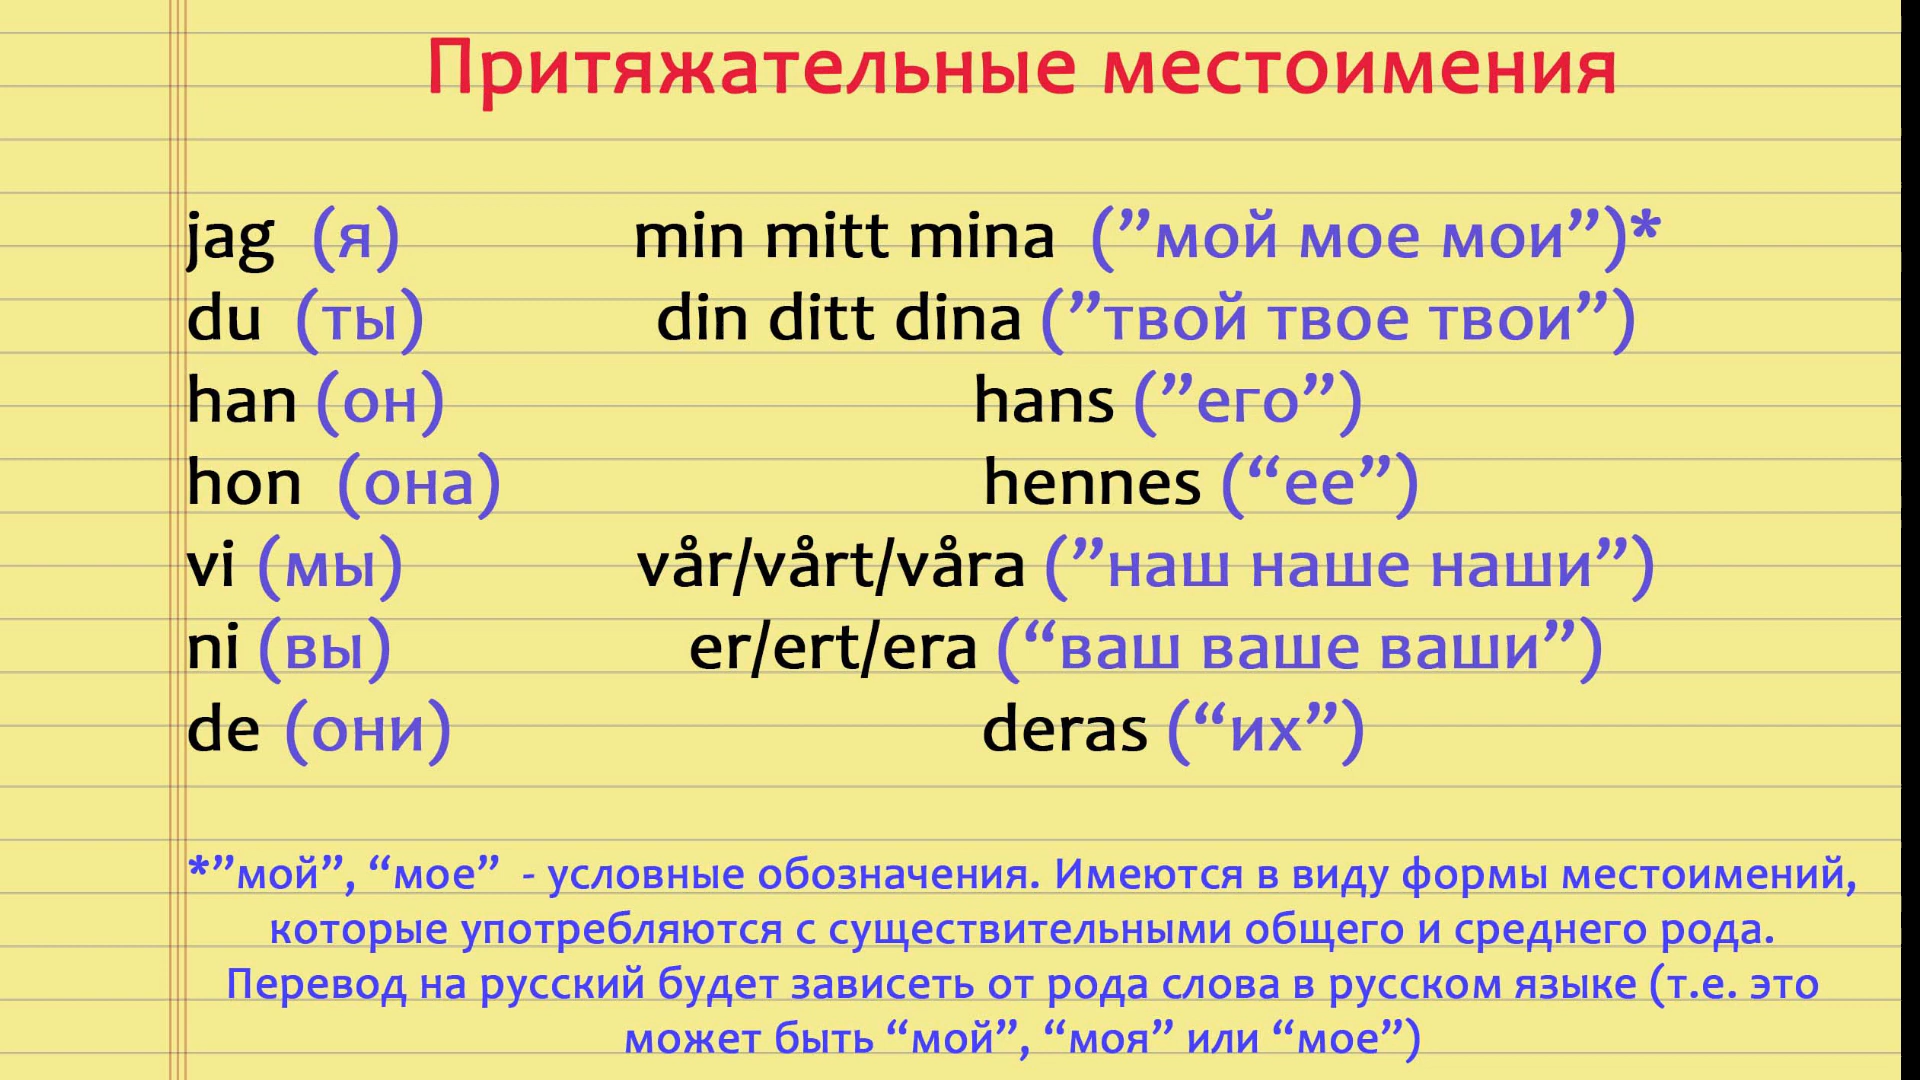 Притяжательные местоимения
jag (я) min mitt mina (”мой мое мои”)*
du (ты) din ditt dina (”твой твое твои”)
han (он) hans (”его”)
hon (она) hennes (“ее”)
vi (мы) vår/vårt/våra (”наш наше наши”)
ni (вы) er/ert/era (“ваш ваше ваши”)
de (они) deras (“их”)
*”мой”, “мое” - условные обозначения. Имеются в виду формы местоимений,
которые употребляются с существительными общего и среднего рода.
Перевод на русский будет зависеть от рода слова в русском языке (т.е. это
может быть “мой”, “моя” или “мое”)